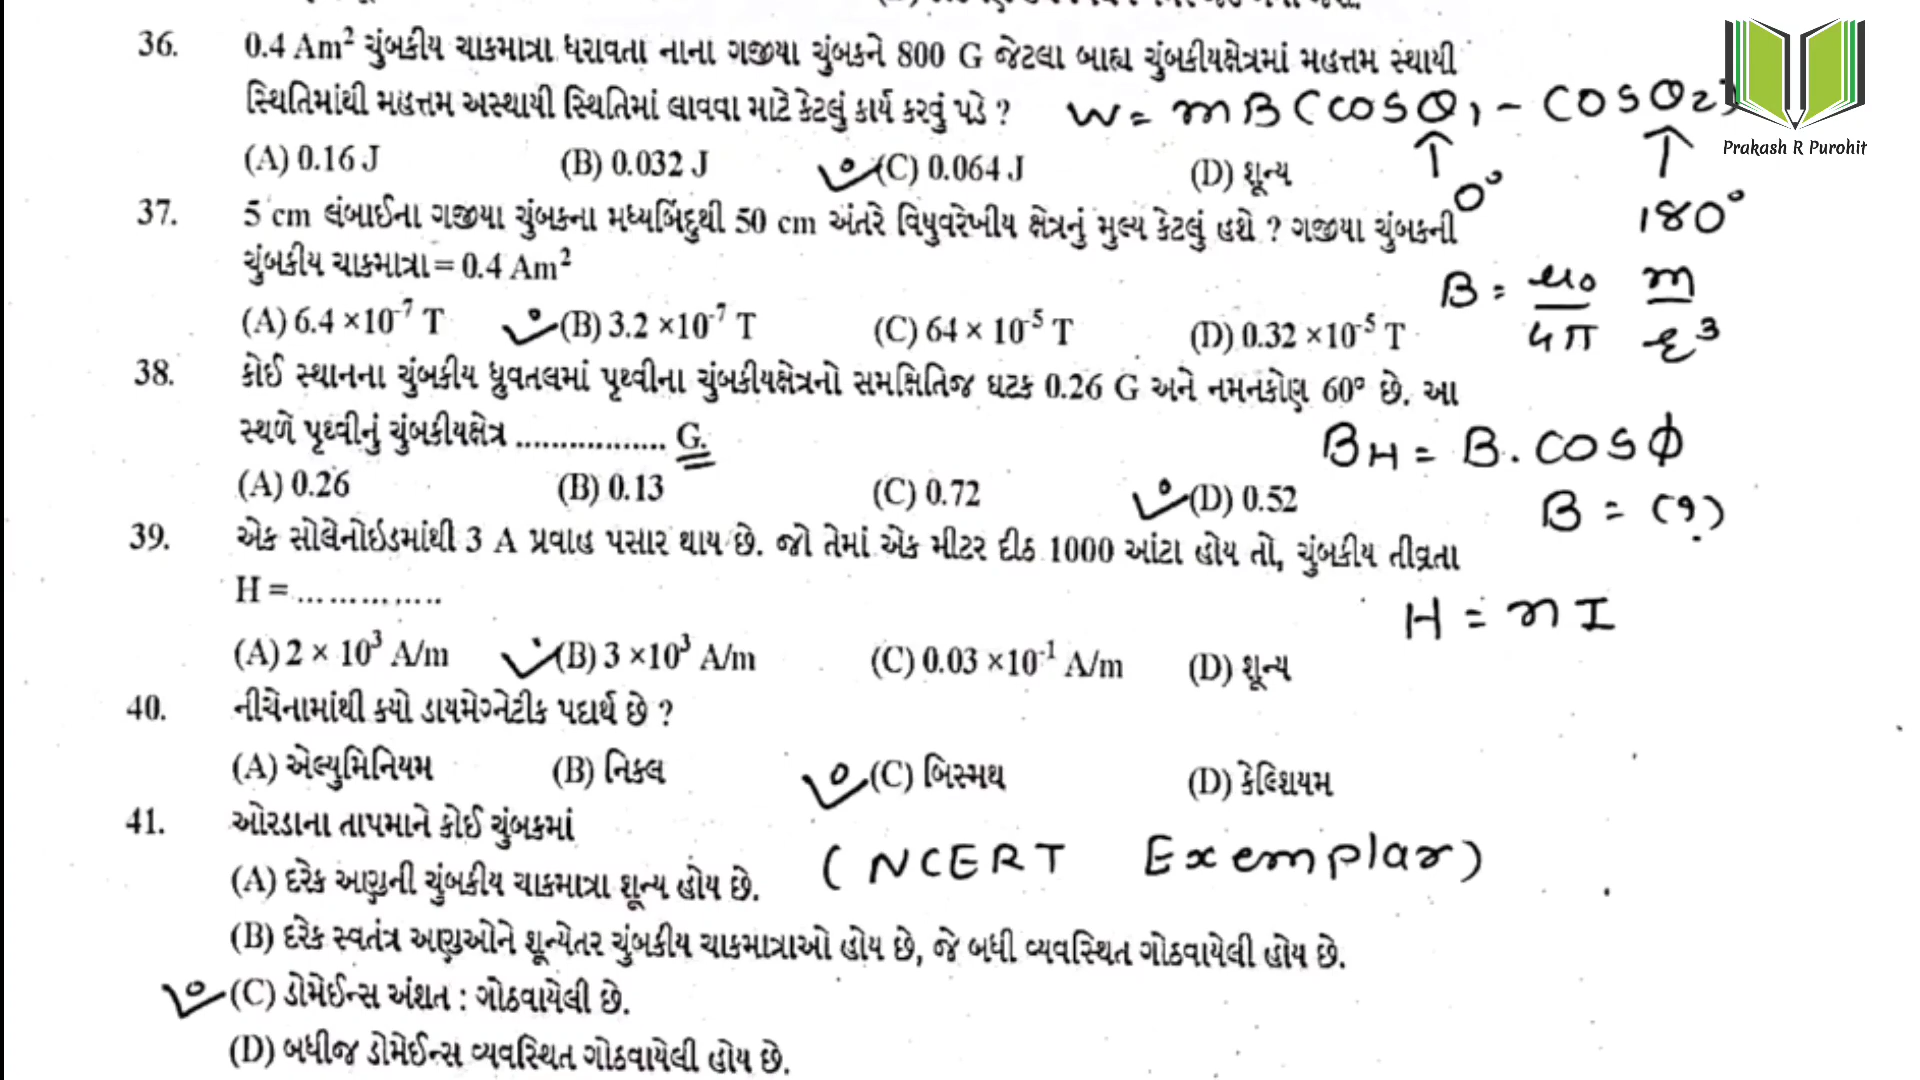 36. 0.4 Am² ચુંબકીય ચાકમાત્રા ધરાવતા નાના ગજીયા ચુંબકને 800 G જેટલા બાહ્ય ચુંબકીયક્ષેત્રમાં મહત્તમ સ્થાયી
સ્થિતિમાંથી મહત્તમ અસ્થાયી સ્થિતિમાં લાવવા માટે કેટલું કાર્ય કરવું પડે ? W = mB (cosθ₁ - cosθ₂)
Prakash R Purohit
(A) 0.16 J (B) 0.032 J (C) 0.064 J (D) શૂન્ય
0° 180°
37. 5 cm લંબાઈના ગજીયા ચુંબકના મધ્યબિંદુથી 50 cm અંતરે વિષુવરેખીય ક્ષેત્રનું મુલ્ય કેટલું હશે ? ગજીયા ચુંબકની
ચુંબકીય ચાકમાત્રા = 0.4 Am²
B = μ₀/4π m/r³
(A) 6.4 ×10⁻⁷ T (B) 3.2 ×10⁻⁷ T (C) 64 × 10⁻⁵ T (D) 0.32 ×10⁻⁵ T
38. કોઈ સ્થાનના ચુંબકીય ધ્રુવતલમાં પૃથ્વીના ચુંબકીયક્ષેત્રનો સમક્ષિતિજ ઘટક 0.26 G અને નમનકોણ 60° છે. આ
સ્થળે પૃથ્વીનું ચુંબકીયક્ષેત્ર ................. G.
BH = B. cosϕ
(A) 0.26 (B) 0.13 (C) 0.72 (D) 0.52
B = (?)
39. એક સોલેનોઇડમાંથી 3 A પ્રવાહ પસાર થાય છે. જો તેમાં એક મીટર દીઠ 1000 આંટા હોય તો, ચુંબકીય તીવ્રતા
H = ..............
H = nI
(A) 2 × 10³ A/m (B) 3 ×10³ A/m (C) 0.03 ×10⁻¹ A/m (D) શૂન્ય
40. નીચેનામાંથી કયો ડાયમેગ્નેટીક પદાર્થ છે ?
(A) એલ્યુમિનિયમ (B) નિકલ (C) બિસ્મથ (D) કેલ્શિયમ
41. ઓરડાના તાપમાને કોઈ ચુંબકમાં
(NCERT Exemplar)
(A) દરેક અણુની ચુંબકીય ચાકમાત્રા શૂન્ય હોય છે.
(B) દરેક સ્વતંત્ર અણુઓને શૂન્યેતર ચુંબકીય ચાકમાત્રાઓ હોય છે, જે બધી વ્યવસ્થિત ગોઠવાયેલી હોય છે.
(C) ડોમેઈન્સ અંશત : ગોઠવાયેલી છે.
(D) બધીજ ડોમેઈન્સ વ્યવસ્થિત ગોઠવાયેલી હોય છે.